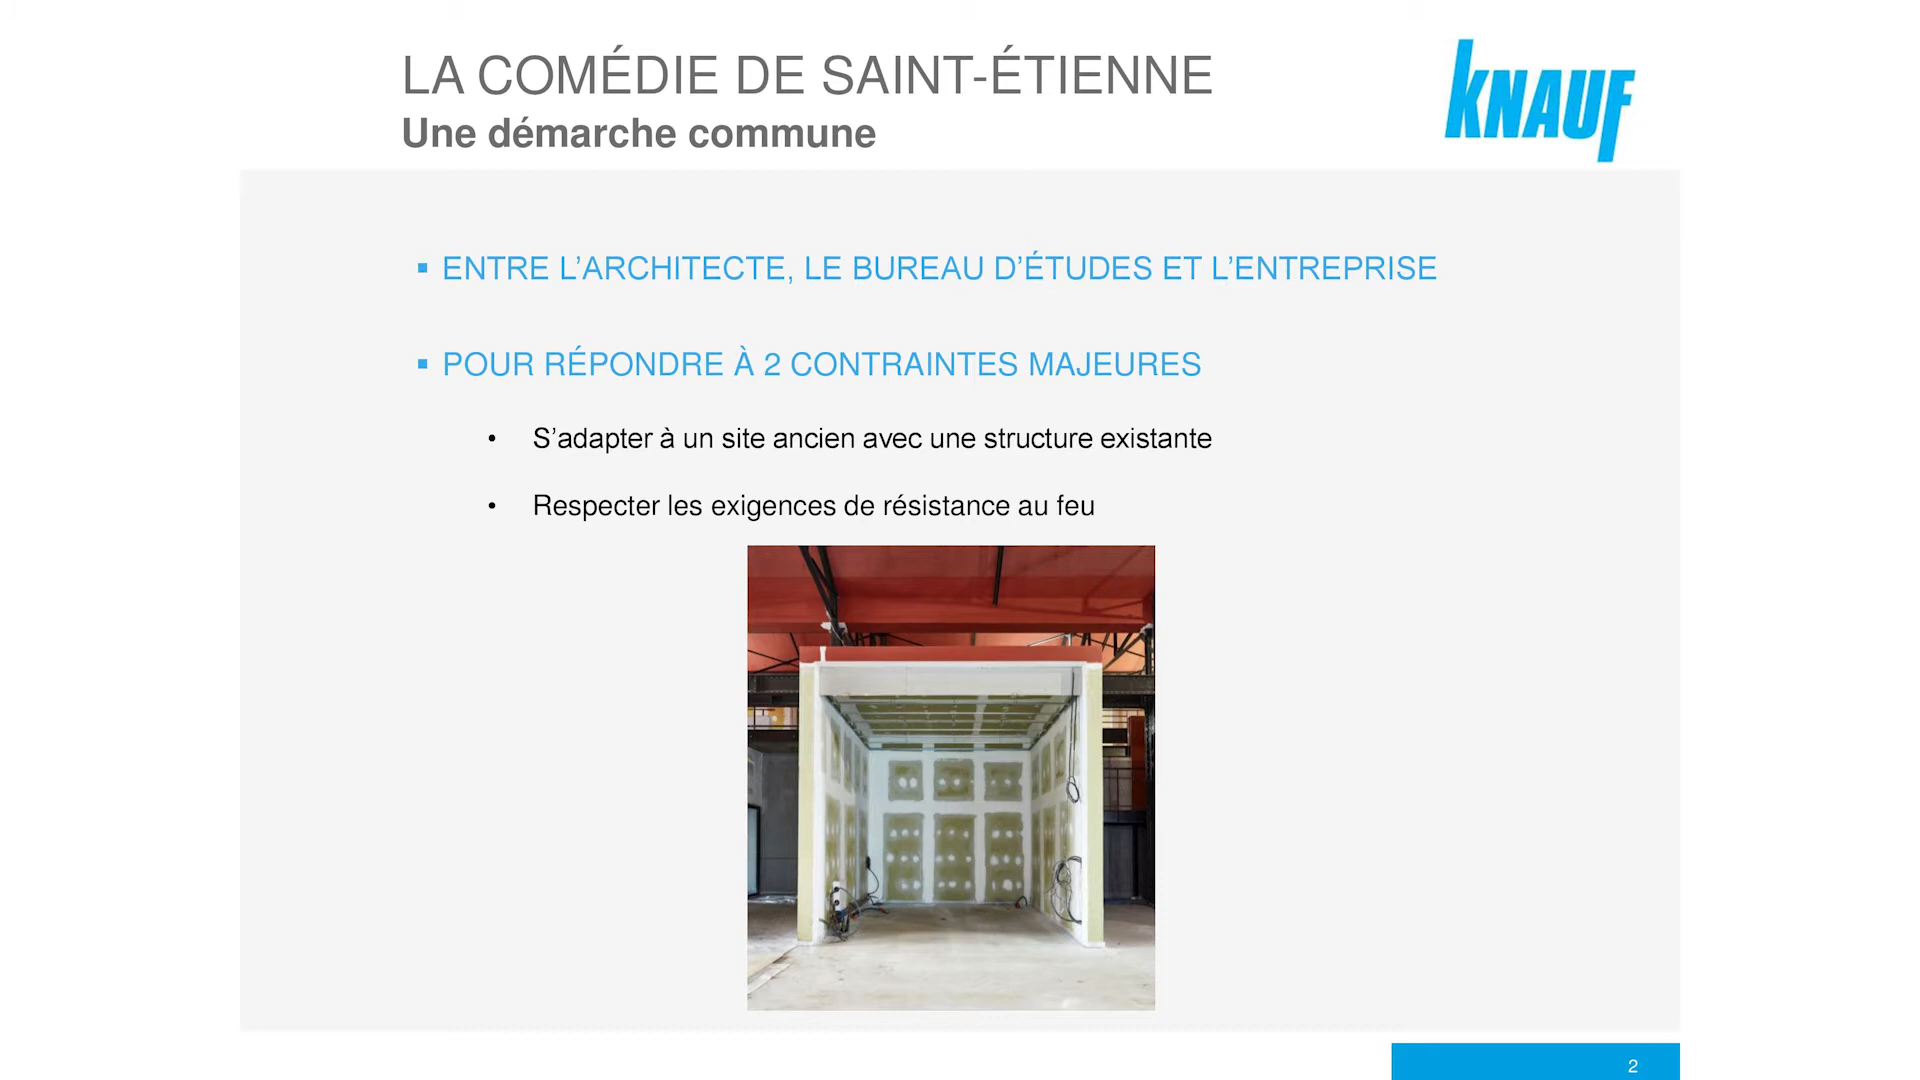 LA COMÉDIE DE SAINT-ÉTIENNE
Une démarche commune
KNAUF
▪ ENTRE L’ARCHITECTE, LE BUREAU D’ÉTUDES ET L’ENTREPRISE
▪ POUR RÉPONDRE À 2 CONTRAINTES MAJEURES
• S’adapter à un site ancien avec une structure existante
• Respecter les exigences de résistance au feu
2